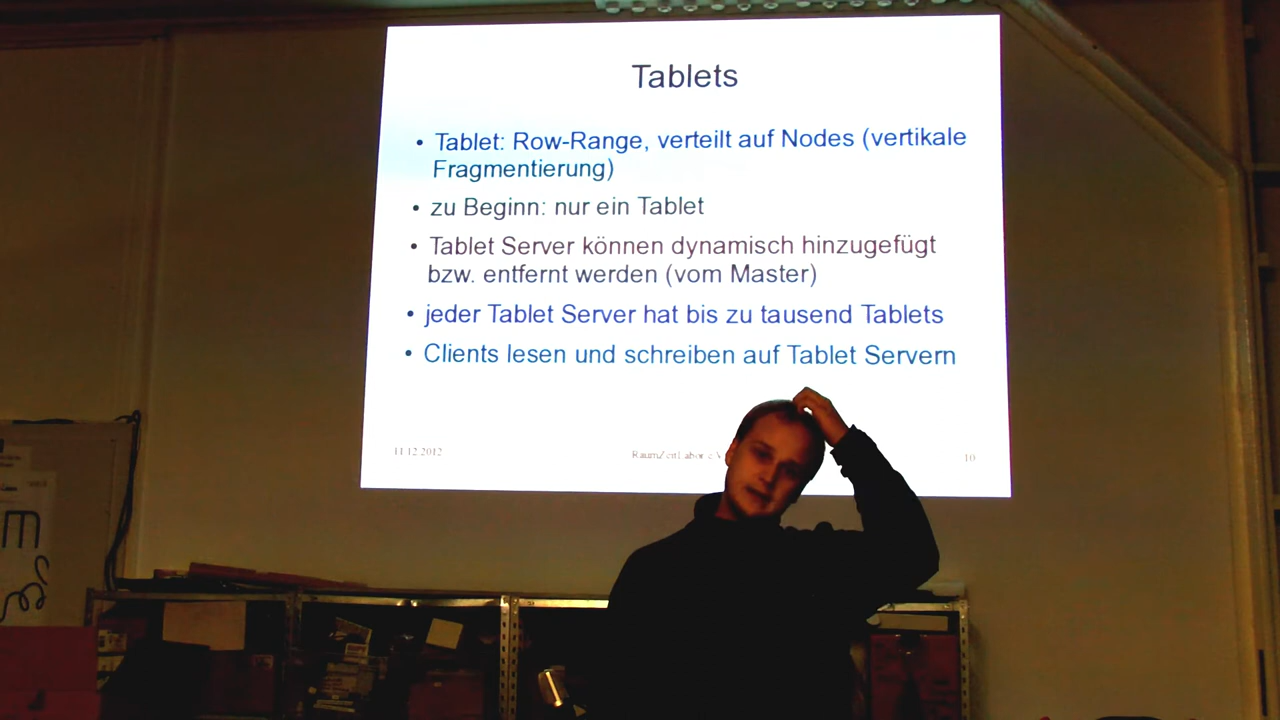 Tablets
• Tablet: Row-Range, verteilt auf Nodes (vertikale
Fragmentierung)
• zu Beginn: nur ein Tablet
• Tablet Server können dynamisch hinzugefügt
bzw. entfernt werden (vom Master)
• jeder Tablet Server hat bis zu tausend Tablets
• Clients lesen und schreiben auf Tablet Servern
11.12.2012
RaumZeitLabor e.V.
10